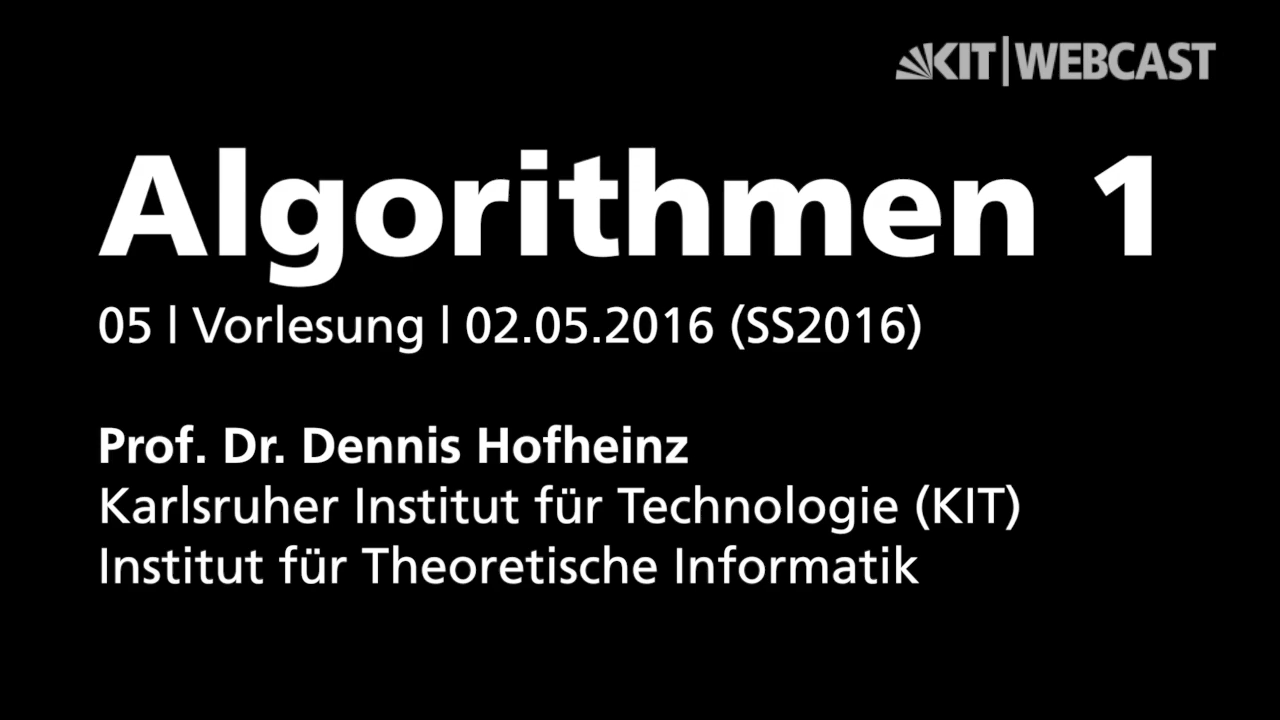 KIT|WEBCAST
Algorithmen 1
05 | Vorlesung | 02.05.2016 (SS2016)
Prof. Dr. Dennis Hofheinz
Karlsruher Institut für Technologie (KIT)
Institut für Theoretische Informatik